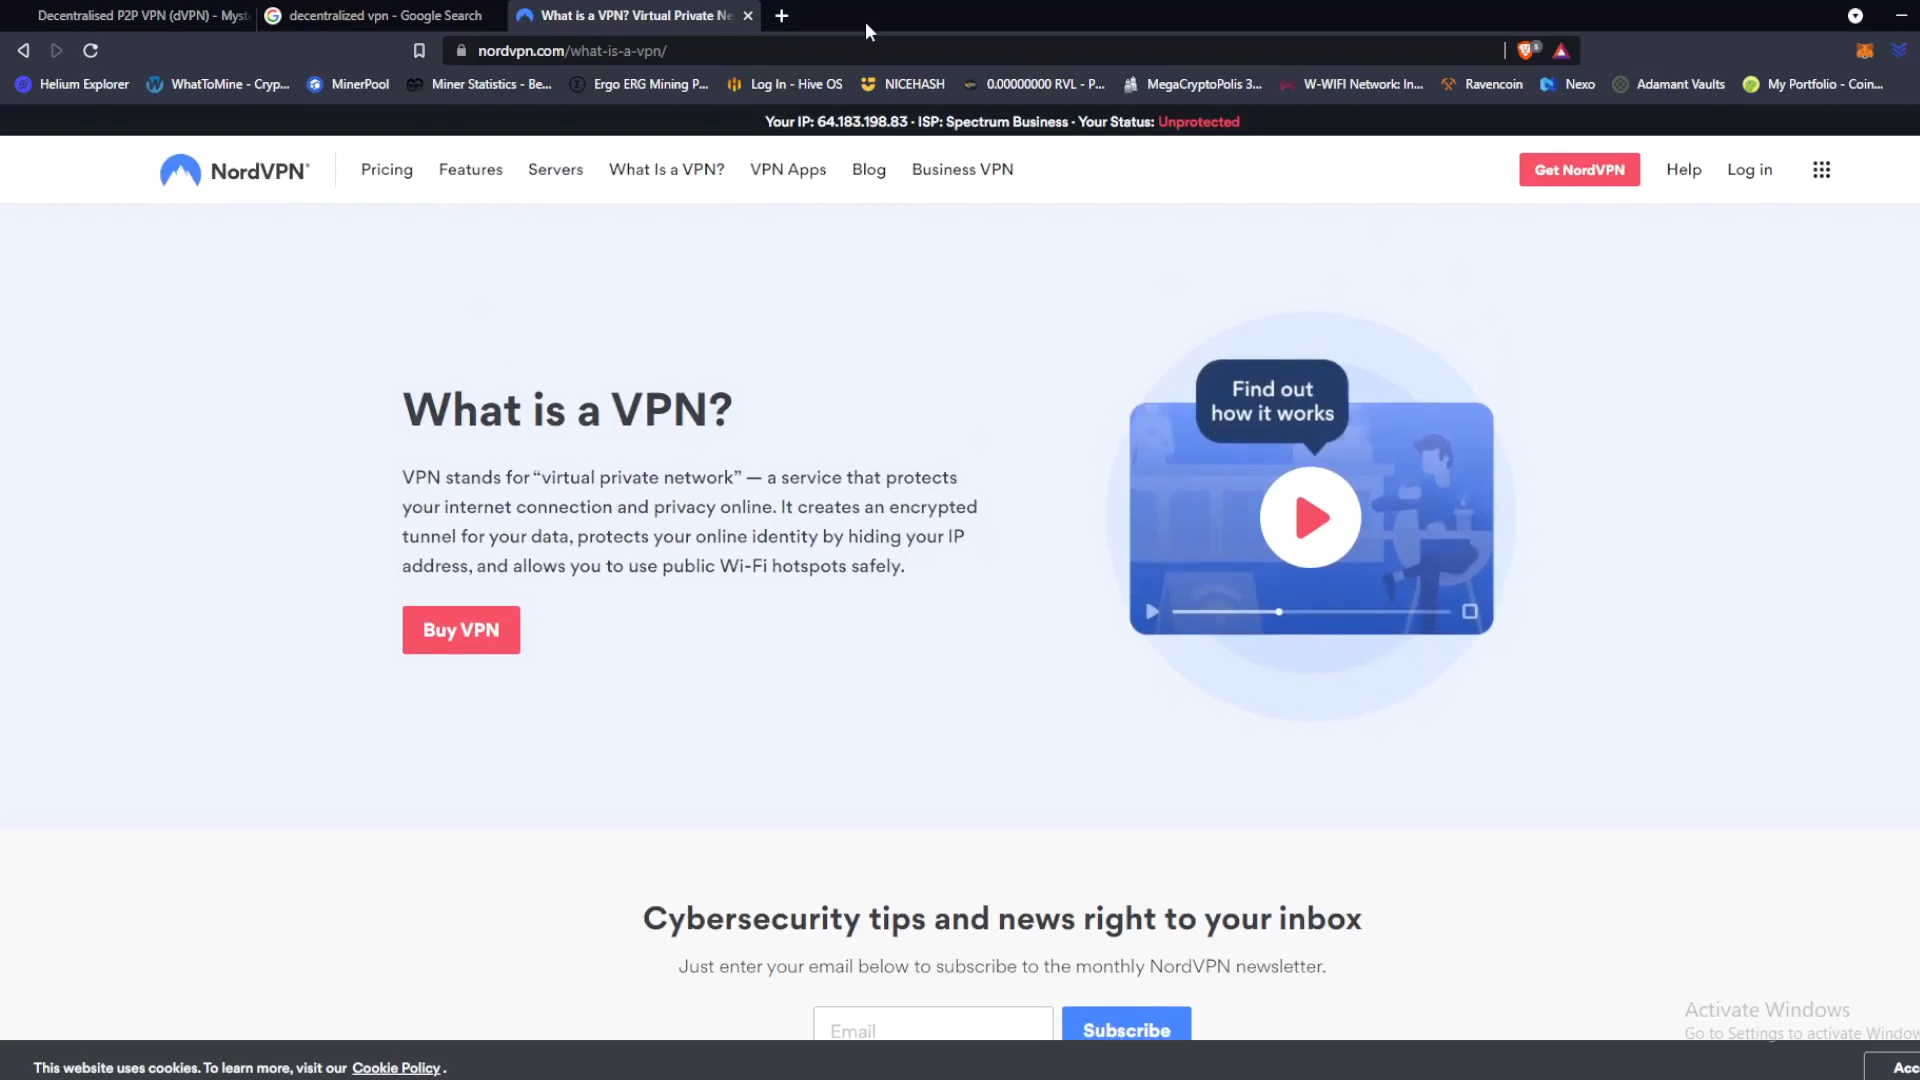 Decentralised P2P VPN (dVPN) - Myst
decentralized vpn - Google Search
What is a VPN? Virtual Private Ne
nordvpn.com/what-is-a-vpn/
5
Helium Explorer
WhatToMine - Cryp...
MinerPool
Miner Statistics - Be...
Ergo ERG Mining P...
Log In - Hive OS
NICEHASH
0.00000000 RVL - P...
MegaCryptoPolis 3...
W-WIFI Network: In...
Ravencoin
Nexo
Adamant Vaults
My Portfolio - Coin...
Your IP: 64.183.198.83 · ISP: Spectrum Business · Your Status: Unprotected
NordVPN®
Pricing
Features
Servers
What Is a VPN?
VPN Apps
Blog
Business VPN
Get NordVPN
Help
Log in
What is a VPN?
VPN stands for “virtual private network” — a service that protects
your internet connection and privacy online. It creates an encrypted
tunnel for your data, protects your online identity by hiding your IP
address, and allows you to use public Wi-Fi hotspots safely.
Buy VPN
Find out
how it works
Cybersecurity tips and news right to your inbox
Just enter your email below to subscribe to the monthly NordVPN newsletter.
Email
Subscribe
Activate Windows
Go to Settings to activate Window
This website uses cookies. To learn more, visit our Cookie Policy.
Acc